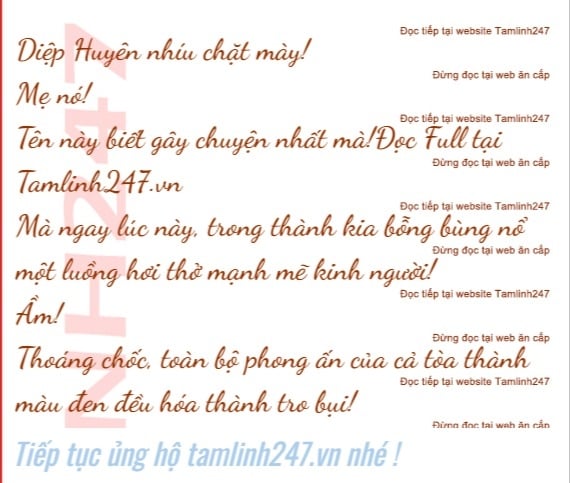 Đọc tiếp tại website Tamlinh247
Diệp Huyên nhíu chặt mày!
Đừng đọc tại web ăn cắp
Mẹ nó!
Đọc tiếp tại website Tamlinh247
Tên này biết gây chuyện nhất mà!Đọc Full tại
Đừng đọc tại web ăn cắp
Tamlinh247.vn
Đọc tiếp tại website Tamlinh247
Mà ngay lúc này, trong thành kia bỗng bùng nổ
Đừng đọc tại web ăn cắp
một luồng hơi thở mạnh mẽ kinh người!
Đọc tiếp tại website Tamlinh247
Ầm!
Đừng đọc tại web ăn cắp
Thoáng chốc, toàn bộ phong ấn của cả tòa thành
Đọc tiếp tại website Tamlinh247
màu đen đều hóa thành tro bụi!
Đừng đọc tại web ăn cắp
NH247
Tiếp tục ủng hộ tamlinh247.vn nhé !